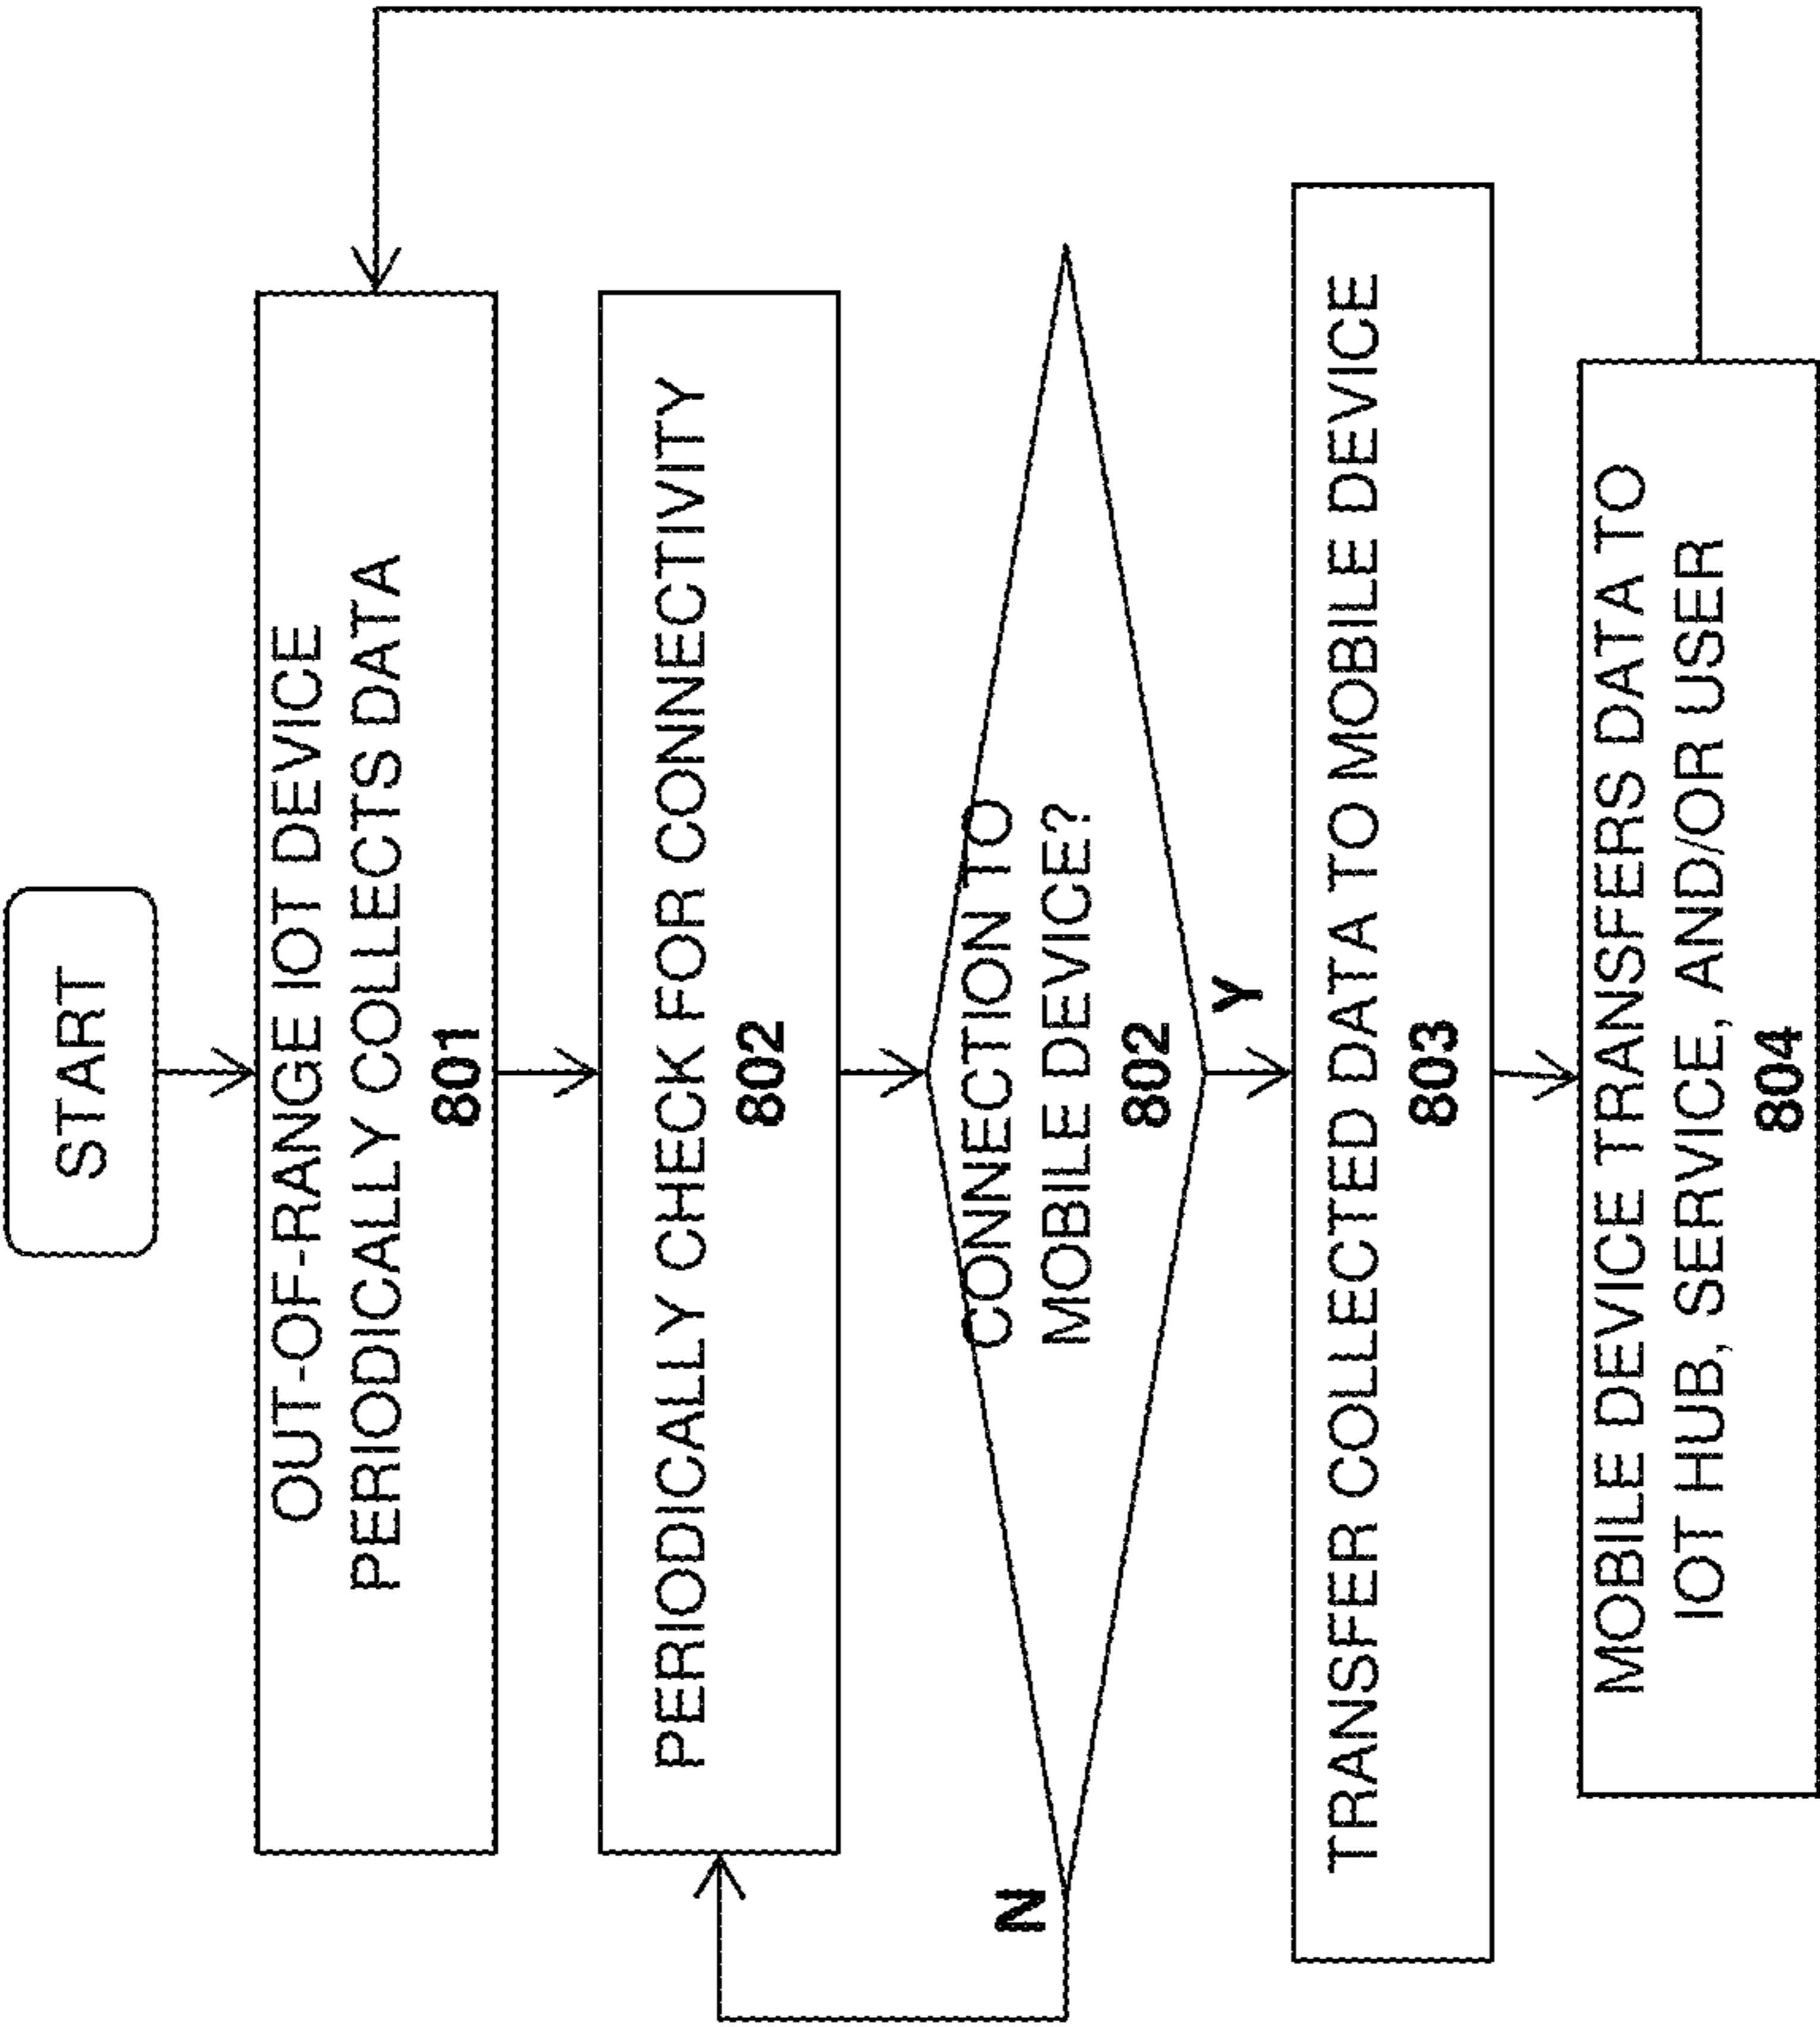 START
OUT-OF-RANGE IOT DEVICE
PERIODICALLY COLLECTS DATA
801
PERIODICALLY CHECK FOR CONNECTIVITY
802
CONNECTION TO
MOBILE DEVICE?
802
N
Y
TRANSFER COLLECTED DATA TO MOBILE DEVICE
803
MOBILE DEVICE TRANSFERS DATA TO
IOT HUB, SERVICE, AND/OR USER
804